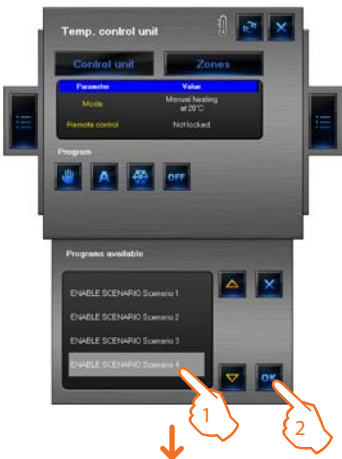 Temp. control unit
Control unit
Zones
Parameter Value
Mode Manual heating
at 28°C
Remote control Not locked
Program
A
OFF
Programs available
ENABLE SCENARIO Scenario 1
ENABLE SCENARIO Scenario 2
ENABLE SCENARIO Scenario 3
ENABLE SCENARIO Scenario 4
OK
1
2